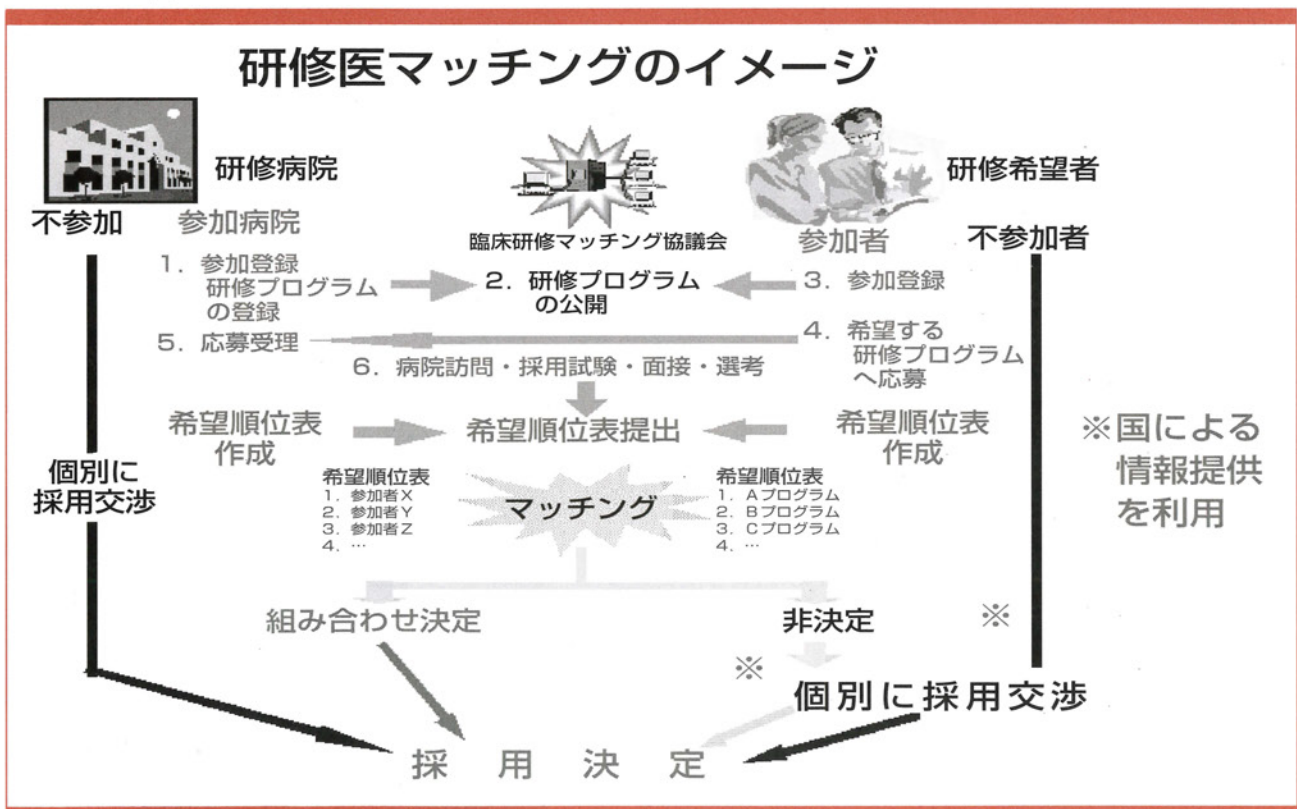 研修医マッチングのイメージ
研修病院
研修希望者
不参加
参加病院
臨床研修マッチング協議会
参加者
不参加者
1. 参加登録
研修プログラム
の登録
2. 研修プログラム
の公開
3. 参加登録
4. 希望する
研修プログラム
へ応募
5. 応募受理
6. 病院訪問・採用試験・面接・選考
希望順位表
作成
希望順位表提出
希望順位表
作成
※国による
情報提供
を利用
個別に
採用交渉
希望順位表
1. 参加者X
2. 参加者Y
3. 参加者Z
4. …
マッチング
希望順位表
1. Aプログラム
2. Bプログラム
3. Cプログラム
4. …
組み合わせ決定
非決定
※
※
個別に採用交渉
採用決定